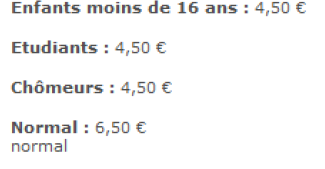 Enfants moins de 16 ans : 4,50 €
Etudiants : 4,50 €
Chômeurs : 4,50 €
Normal : 6,50 €
normal